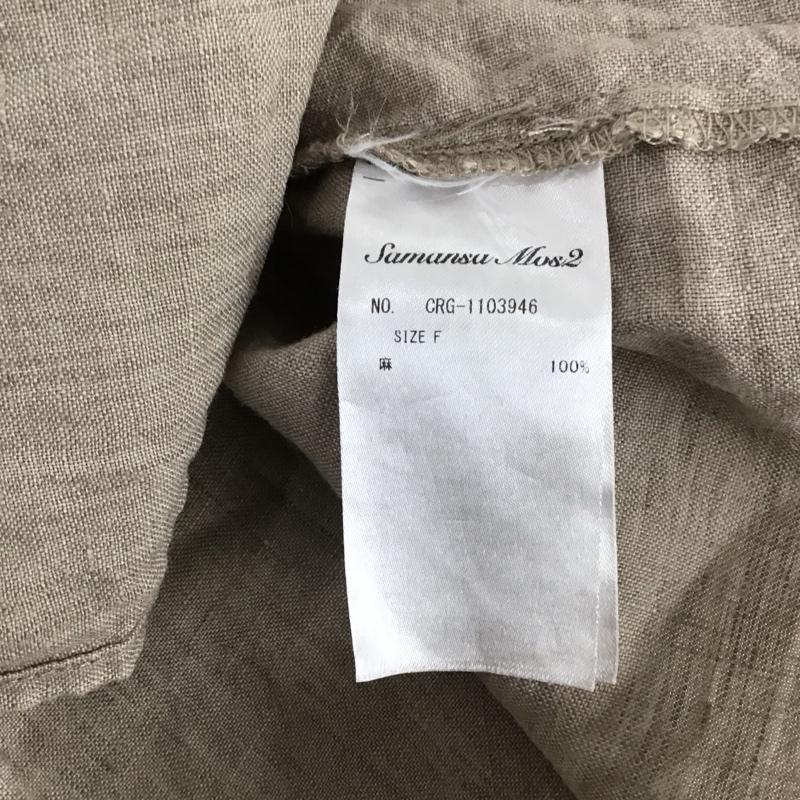 Samansa Mos2
NO. CRG-1103946
SIZE F
麻 100%